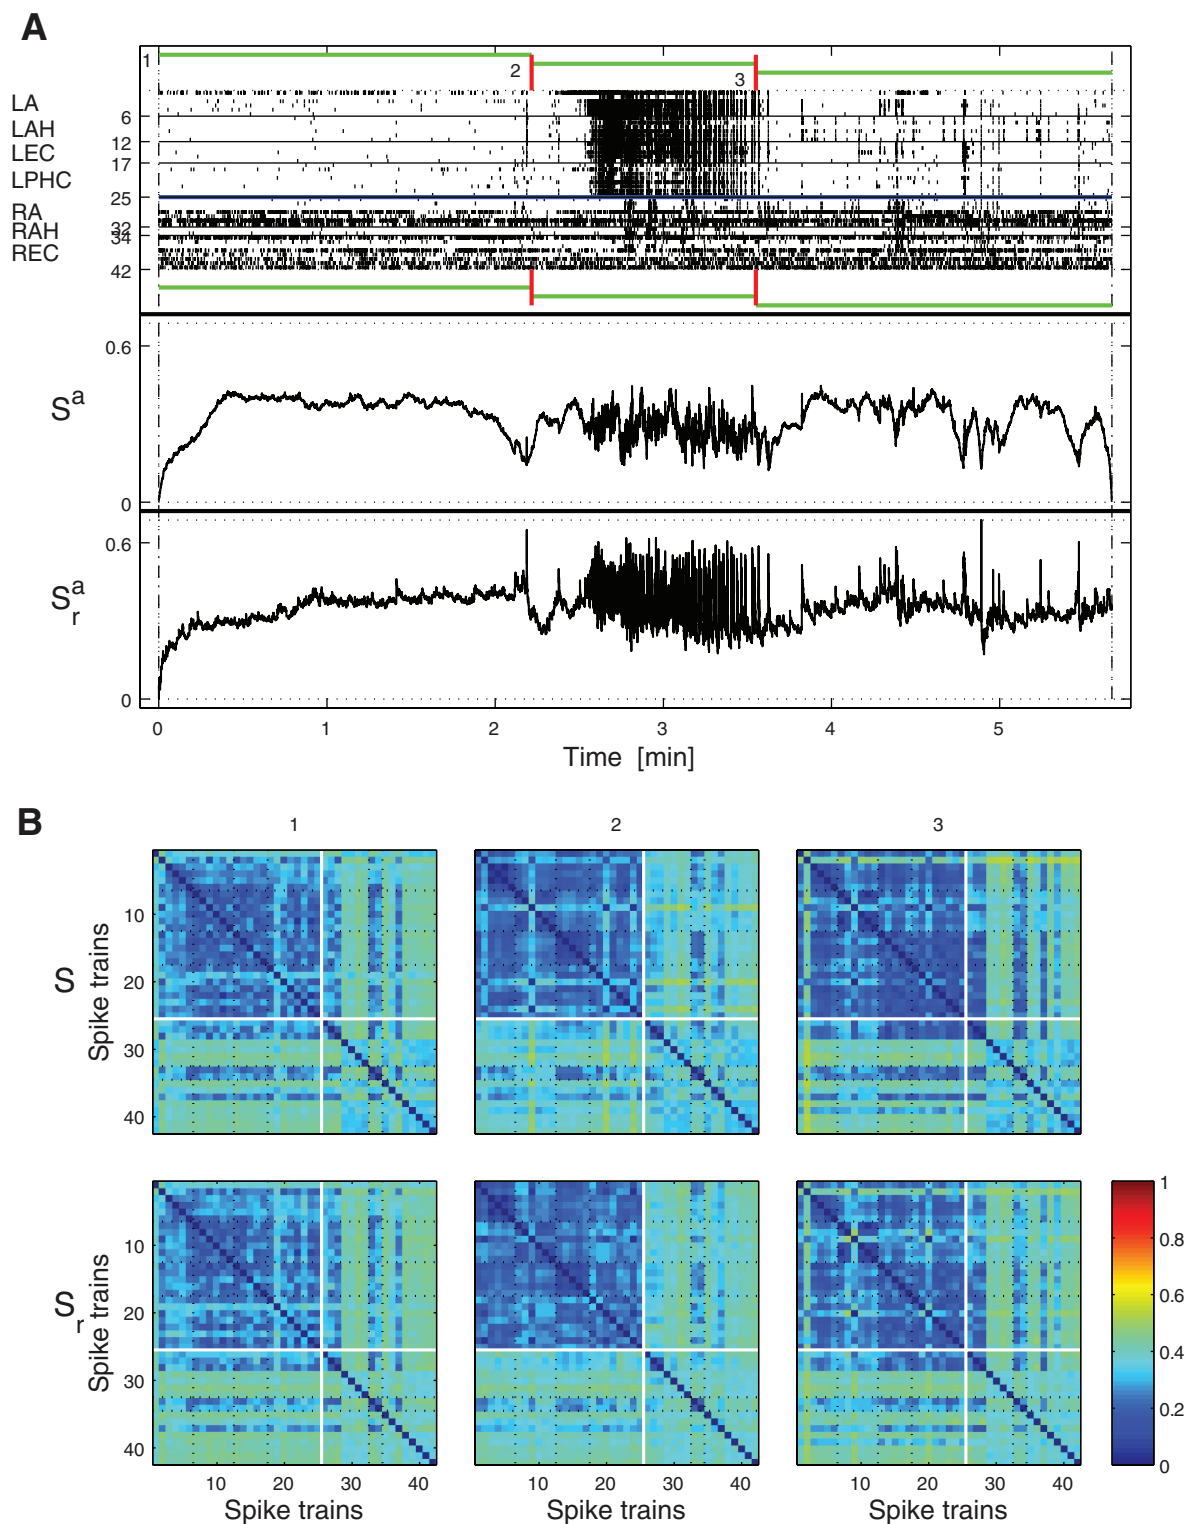 A
1
2
3
LA
6
LAH
12
LEC
17
LPHC
25
RA
32
RAH
34
REC
42
0.6
Sᵃ
0
0.6
Sᵃᵣ
0
0 1 2 3 4 5
Time [min]
B
1 2 3
S
Spike trains
10
20
30
40
Sᵣ
Spike trains
10
20
30
40
10 20 30 40
10 20 30 40
10 20 30 40
Spike trains Spike trains Spike trains
1
0.8
0.6
0.4
0.2
0